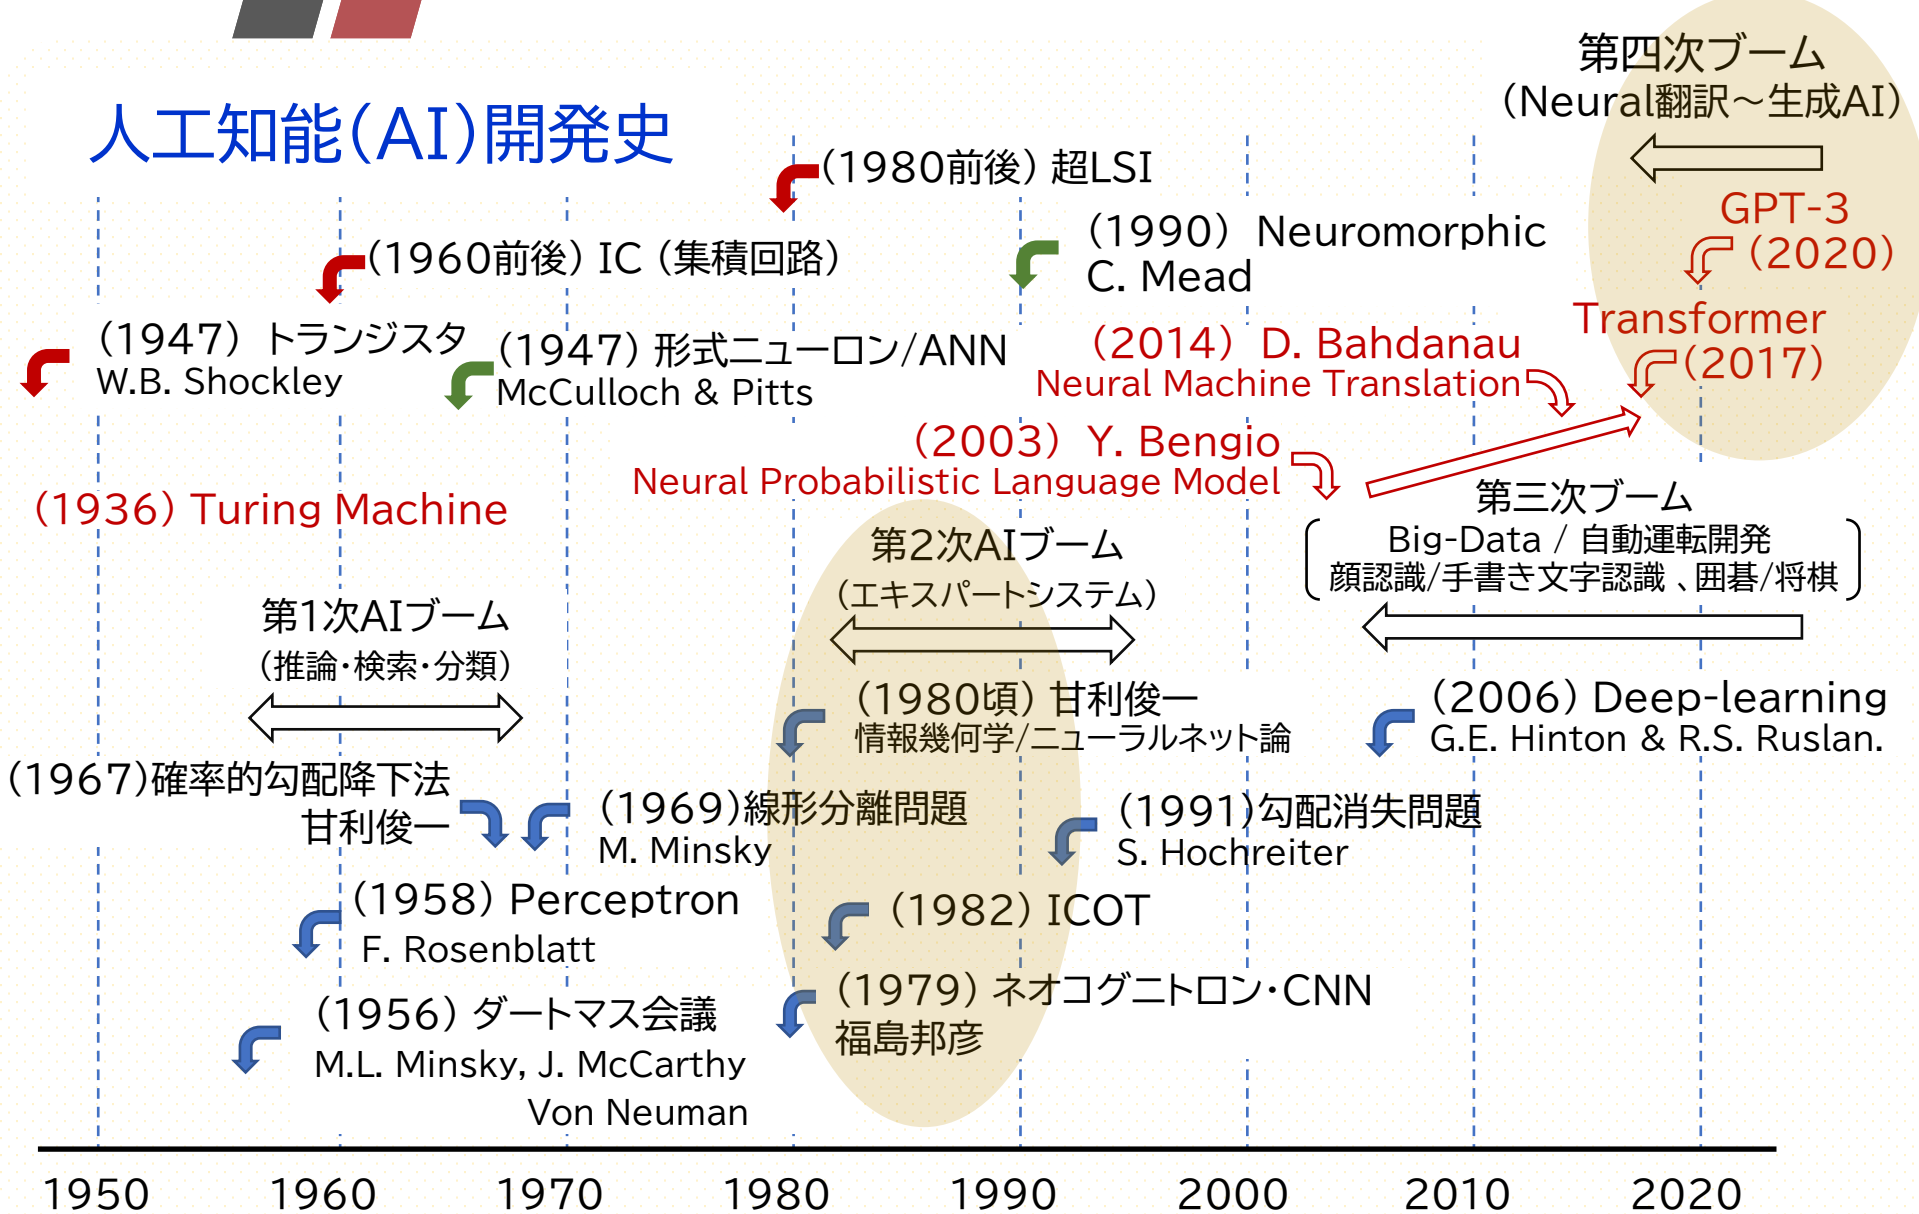 人工知能(AI)開発史
第四次ブーム
(Neural翻訳～生成AI)
(1980前後) 超LSI
GPT-3
(2020)
(1990) Neuromorphic
C. Mead
(1960前後) IC (集積回路)
Transformer
(2017)
(1947) トランジスタ
W.B. Shockley
(1947) 形式ニューロン/ANN
McCulloch & Pitts
(2014) D. Bahdanau
Neural Machine Translation
(2003) Y. Bengio
Neural Probabilistic Language Model
(1936) Turing Machine
第三次ブーム
Big-Data / 自動運転開発
顔認識/手書き文字認識 、囲碁/将棋
第2次AIブーム
(エキスパートシステム)
第1次AIブーム
(推論・検索・分類)
(1980頃) 甘利俊一
情報幾何学/ニューラルネット論
(2006) Deep-learning
G.E. Hinton & R.S. Ruslan.
(1967)確率的勾配降下法
甘利俊一
(1969)線形分離問題
M. Minsky
(1991)勾配消失問題
S. Hochreiter
(1958) Perceptron
F. Rosenblatt
(1982) ICOT
(1979) ネオコグニトロン・CNN
福島邦彦
(1956) ダートマス会議
M.L. Minsky, J. McCarthy
Von Neuman
1950 1960 1970 1980 1990 2000 2010 2020